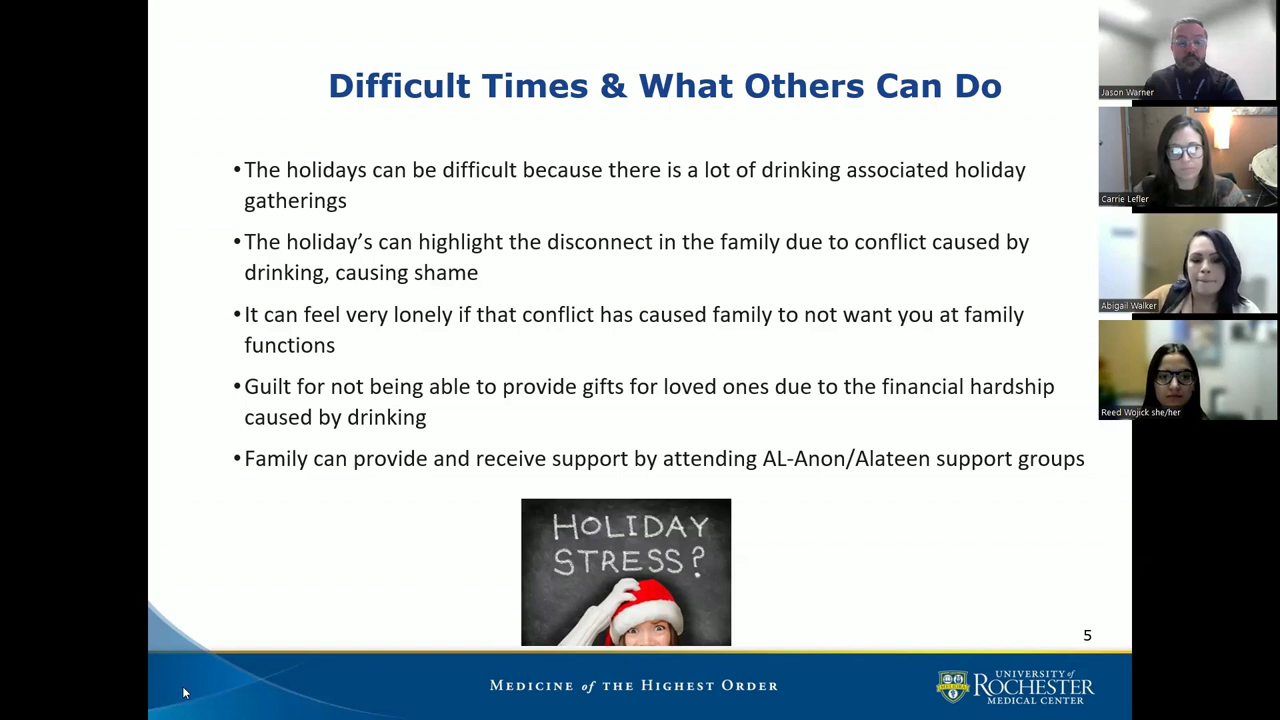 Difficult Times & What Others Can Do
•The holidays can be difficult because there is a lot of drinking associated holiday
gatherings
•The holiday’s can highlight the disconnect in the family due to conflict caused by
drinking, causing shame
•It can feel very lonely if that conflict has caused family to not want you at family
functions
•Guilt for not being able to provide gifts for loved ones due to the financial hardship
caused by drinking
•Family can provide and receive support by attending AL-Anon/Alateen support groups
HOLIDAY
STRESS?
5
MEDICINE of THE HIGHEST ORDER
MELIORA
UNIVERSITY of
ROCHESTER
MEDICAL CENTER
Jason Warner
Carrie Lefler
Abigail Walker
Reed Wojick she/her